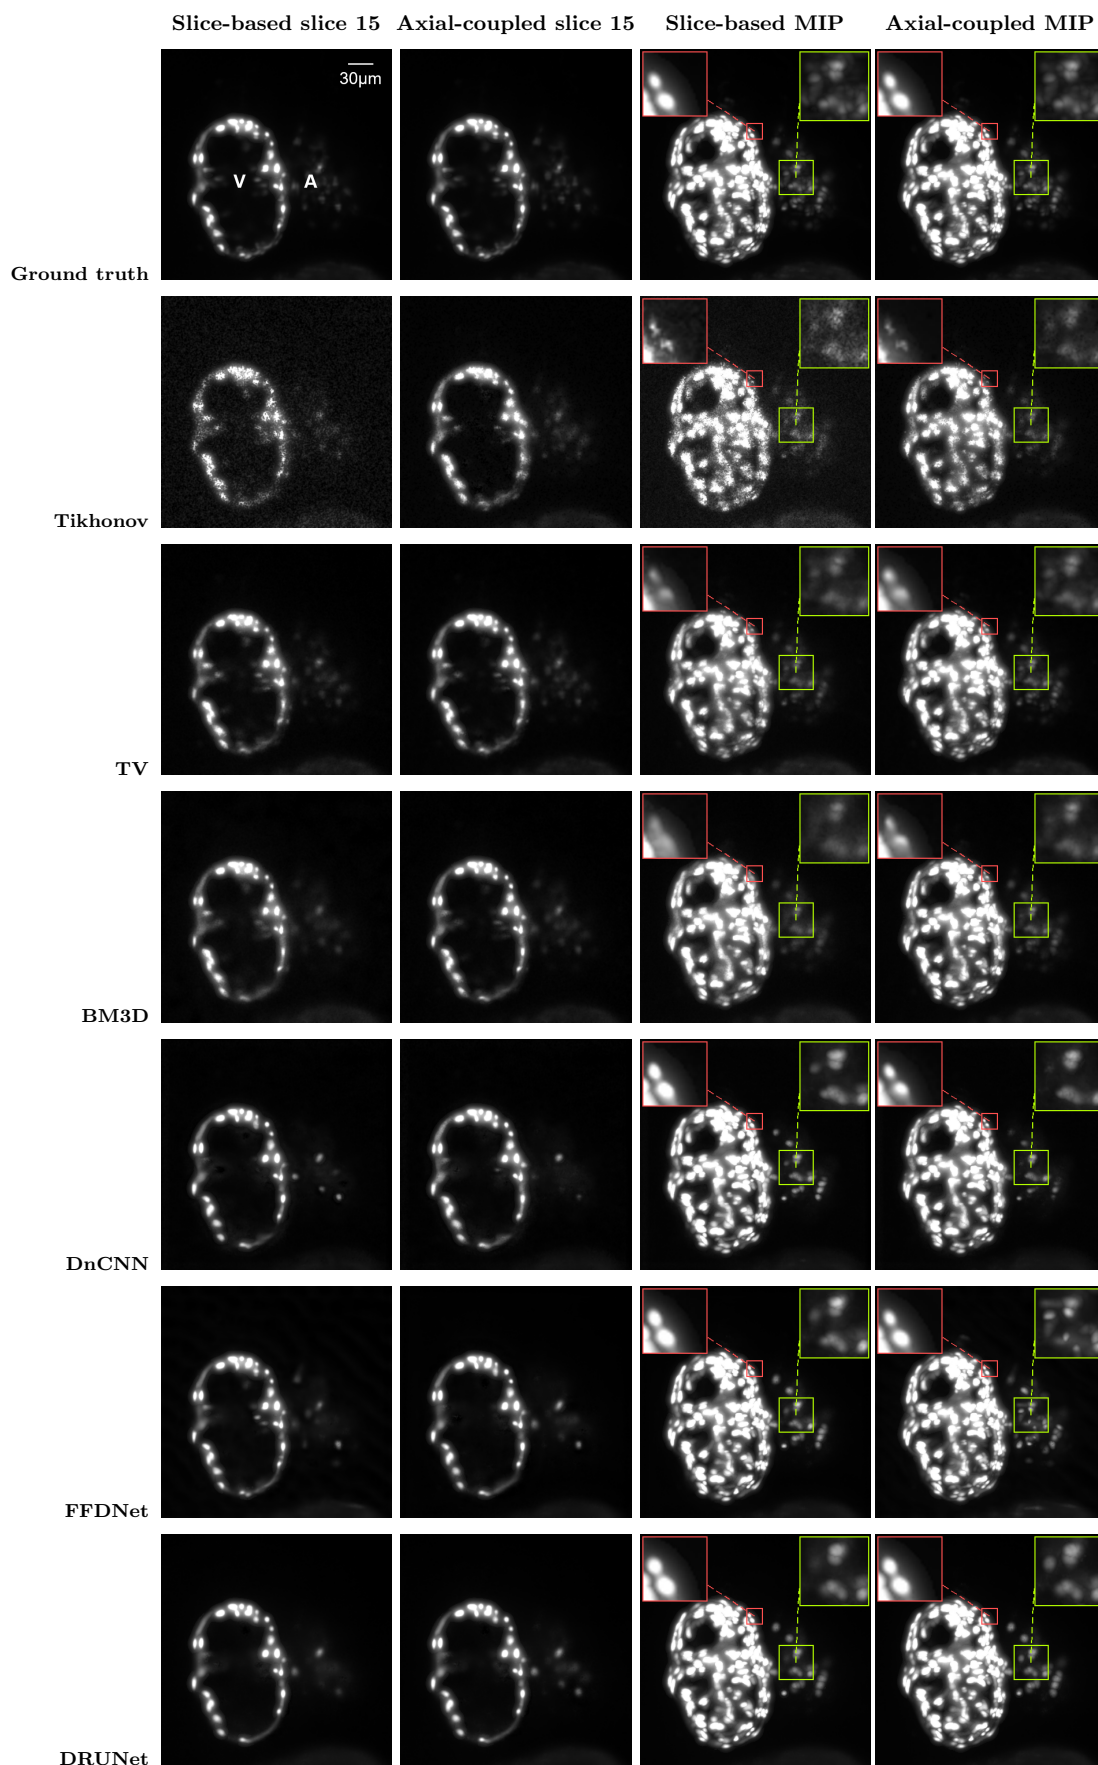 Slice-based slice 15 Axial-coupled slice 15 Slice-based MIP Axial-coupled MIP
30μm
V A
Ground truth
Tikhonov
TV
BM3D
DnCNN
FFDNet
DRUNet